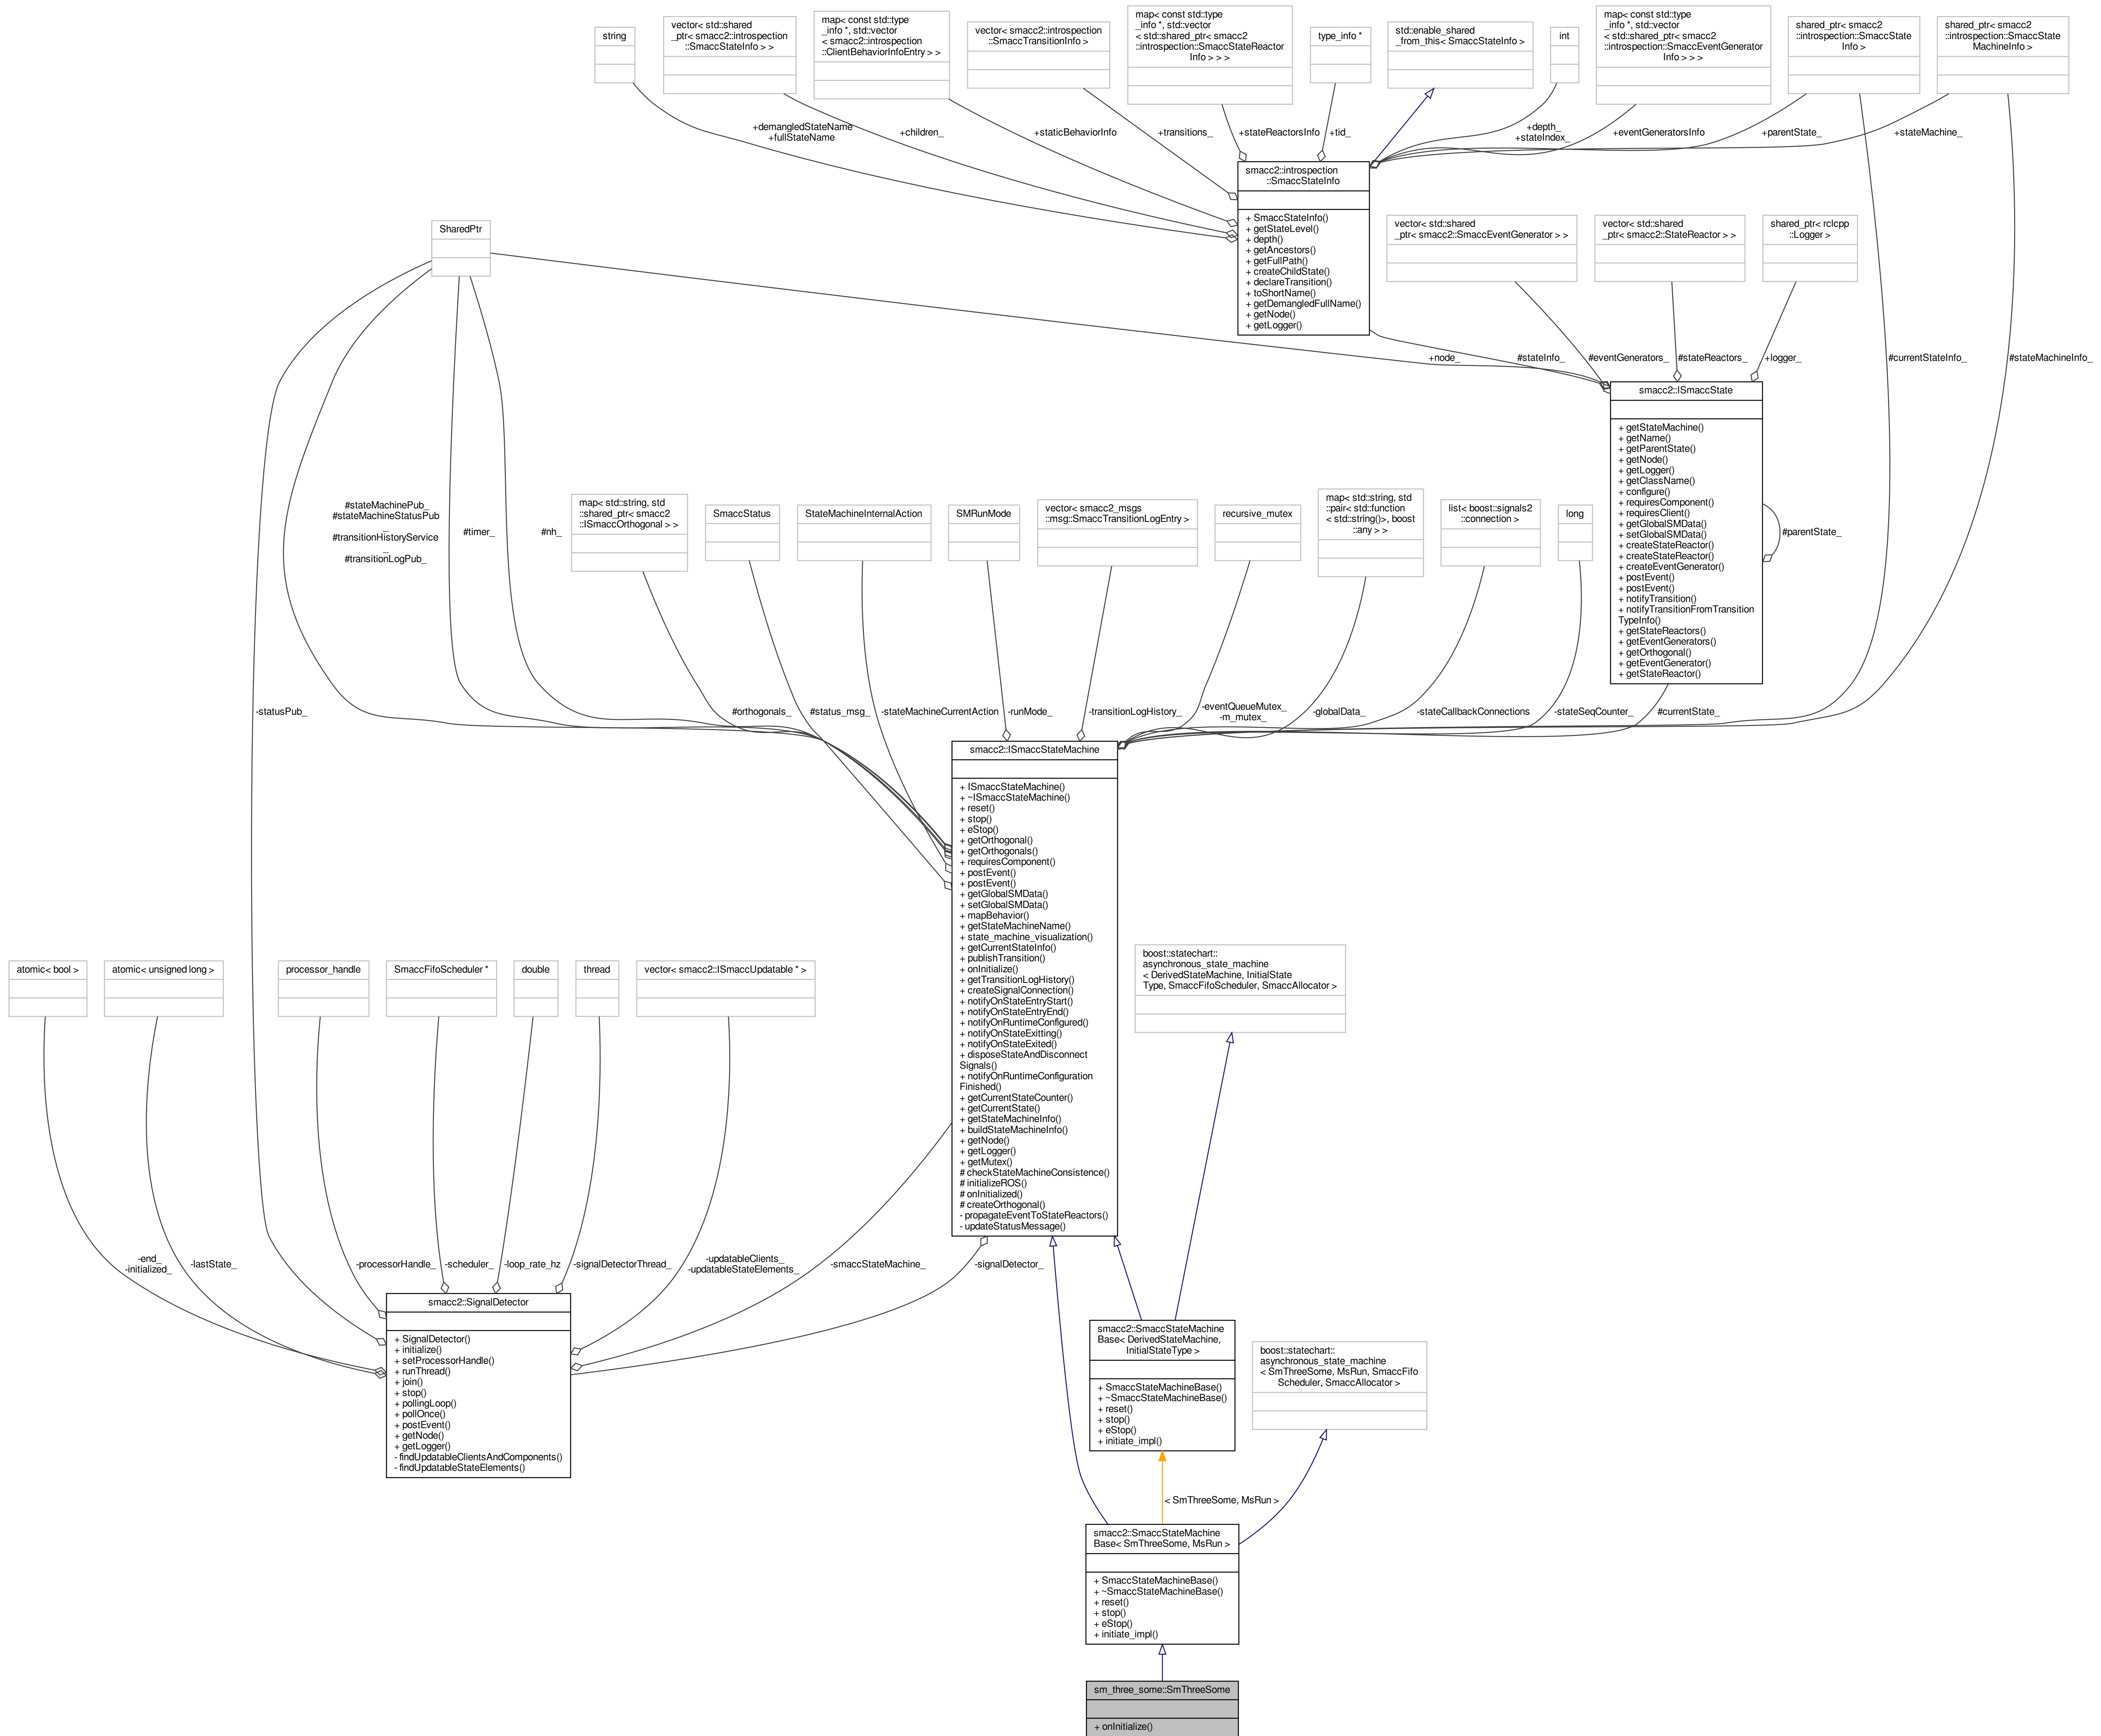 string
vector< std::shared
_ptr< smacc2::introspection
::SmaccStateInfo > >
map< const std::type
_info *, std::vector
< smacc2::introspection
::ClientBehaviorInfoEntry > >
vector< smacc2::introspection
::SmaccTransitionInfo >
map< const std::type
_info *, std::vector
< std::shared_ptr< smacc2
::introspection::SmaccStateReactor
Info > > >
type_info *
std::enable_shared
_from_this< SmaccStateInfo >
int
map< const std::type
_info *, std::vector
< std::shared_ptr< smacc2
::introspection::SmaccEventGenerator
Info > > >
shared_ptr< smacc2
::introspection::SmaccState
Info >
shared_ptr< smacc2
::introspection::SmaccState
MachineInfo >
+demangledStateName
+fullStateName
+children_
+staticBehaviorInfo
+transitions_
+stateReactorsInfo
+tid_
+depth_
+stateIndex_
+eventGeneratorsInfo
+parentState_
+stateMachine_
smacc2::introspection
::SmaccStateInfo
+ SmaccStateInfo()
+ getStateLevel()
+ depth()
+ getAncestors()
+ getFullPath()
+ createChildState()
+ declareTransition()
+ toShortName()
+ getDemangledFullName()
+ getNode()
+ getLogger()
SharedPtr
vector< std::shared
_ptr< smacc2::SmaccEventGenerator > >
vector< std::shared
_ptr< smacc2::StateReactor > >
shared_ptr< rclcpp
::Logger >
+node_
#stateInfo_
#eventGenerators_
#stateReactors_
+logger_
#currentStateInfo_
#stateMachineInfo_
smacc2::ISmaccState
+ getStateMachine()
+ getName()
+ getParentState()
+ getNode()
+ getLogger()
+ getClassName()
+ configure()
+ requiresComponent()
+ requiresClient()
+ getGlobalSMData()
+ setGlobalSMData()
+ createStateReactor()
+ createStateReactor()
+ createEventGenerator()
+ postEvent()
+ postEvent()
+ notifyTransition()
+ notifyTransitionFromTransition
TypeInfo()
+ getStateReactors()
+ getEventGenerators()
+ getOrthogonal()
+ getEventGenerator()
+ getStateReactor()
#parentState_
#stateMachinePub_
#stateMachineStatusPub
_
#transitionHistoryService
_
#transitionLogPub_
#timer_
#nh_
map< std::string, std
::shared_ptr< smacc2
::ISmaccOrthogonal > >
SmaccStatus
StateMachineInternalAction
SMRunMode
vector< smacc2_msgs
::msg::SmaccTransitionLogEntry >
recursive_mutex
map< std::string, std
::pair< std::function
< std::string()>, boost
::any > >
list< boost::signals2
::connection >
long
-statusPub_
#orthogonals_
#status_msg_
-stateMachineCurrentAction
-runMode_
-transitionLogHistory_
-eventQueueMutex_
-m_mutex_
-globalData_
-stateCallbackConnections
-stateSeqCounter_
#currentState_
smacc2::ISmaccStateMachine
+ ISmaccStateMachine()
+ ~ISmaccStateMachine()
+ reset()
+ stop()
+ eStop()
+ getOrthogonal()
+ getOrthogonals()
+ requiresComponent()
+ postEvent()
+ postEvent()
+ getGlobalSMData()
+ setGlobalSMData()
+ mapBehavior()
+ getStateMachineName()
+ state_machine_visualization()
+ getCurrentStateInfo()
+ publishTransition()
+ onInitialize()
+ getTransitionLogHistory()
+ createSignalConnection()
+ notifyOnStateEntryStart()
+ notifyOnStateEntryEnd()
+ notifyOnRuntimeConfigured()
+ notifyOnStateExitting()
+ notifyOnStateExited()
+ disposeStateAndDisconnect
Signals()
+ notifyOnRuntimeConfiguration
Finished()
+ getCurrentStateCounter()
+ getCurrentState()
+ getStateMachineInfo()
+ buildStateMachineInfo()
+ getNode()
+ getLogger()
+ getMutex()
# checkStateMachineConsistence()
# initializeROS()
# onInitialized()
# createOrthogonal()
- propagateEventToStateReactors()
- updateStatusMessage()
atomic< bool >
atomic< unsigned long >
processor_handle
SmaccFifoScheduler *
double
thread
vector< smacc2::ISmaccUpdatable * >
boost::statechart::
asynchronous_state_machine
< DerivedStateMachine, InitialState
Type, SmaccFifoScheduler, SmaccAllocator >
-end_
-initialized_
-lastState_
-processorHandle_
-scheduler_
-loop_rate_hz
-signalDetectorThread_
-updatableClients_
-updatableStateElements_
-smaccStateMachine_
-signalDetector_
smacc2::SignalDetector
+ SignalDetector()
+ initialize()
+ setProcessorHandle()
+ runThread()
+ join()
+ stop()
+ pollingLoop()
+ pollOnce()
+ postEvent()
+ getNode()
+ getLogger()
- findUpdatableClientsAndComponents()
- findUpdatableStateElements()
smacc2::SmaccStateMachine
Base< DerivedStateMachine,
InitialStateType >
+ SmaccStateMachineBase()
+ ~SmaccStateMachineBase()
+ reset()
+ stop()
+ eStop()
+ initiate_impl()
boost::statechart::
asynchronous_state_machine
< SmThreeSome, MsRun, SmaccFifo
Scheduler, SmaccAllocator >
< SmThreeSome, MsRun >
smacc2::SmaccStateMachine
Base< SmThreeSome, MsRun >
+ SmaccStateMachineBase()
+ ~SmaccStateMachineBase()
+ reset()
+ stop()
+ eStop()
+ initiate_impl()
sm_three_some::SmThreeSome
+ onInitialize()